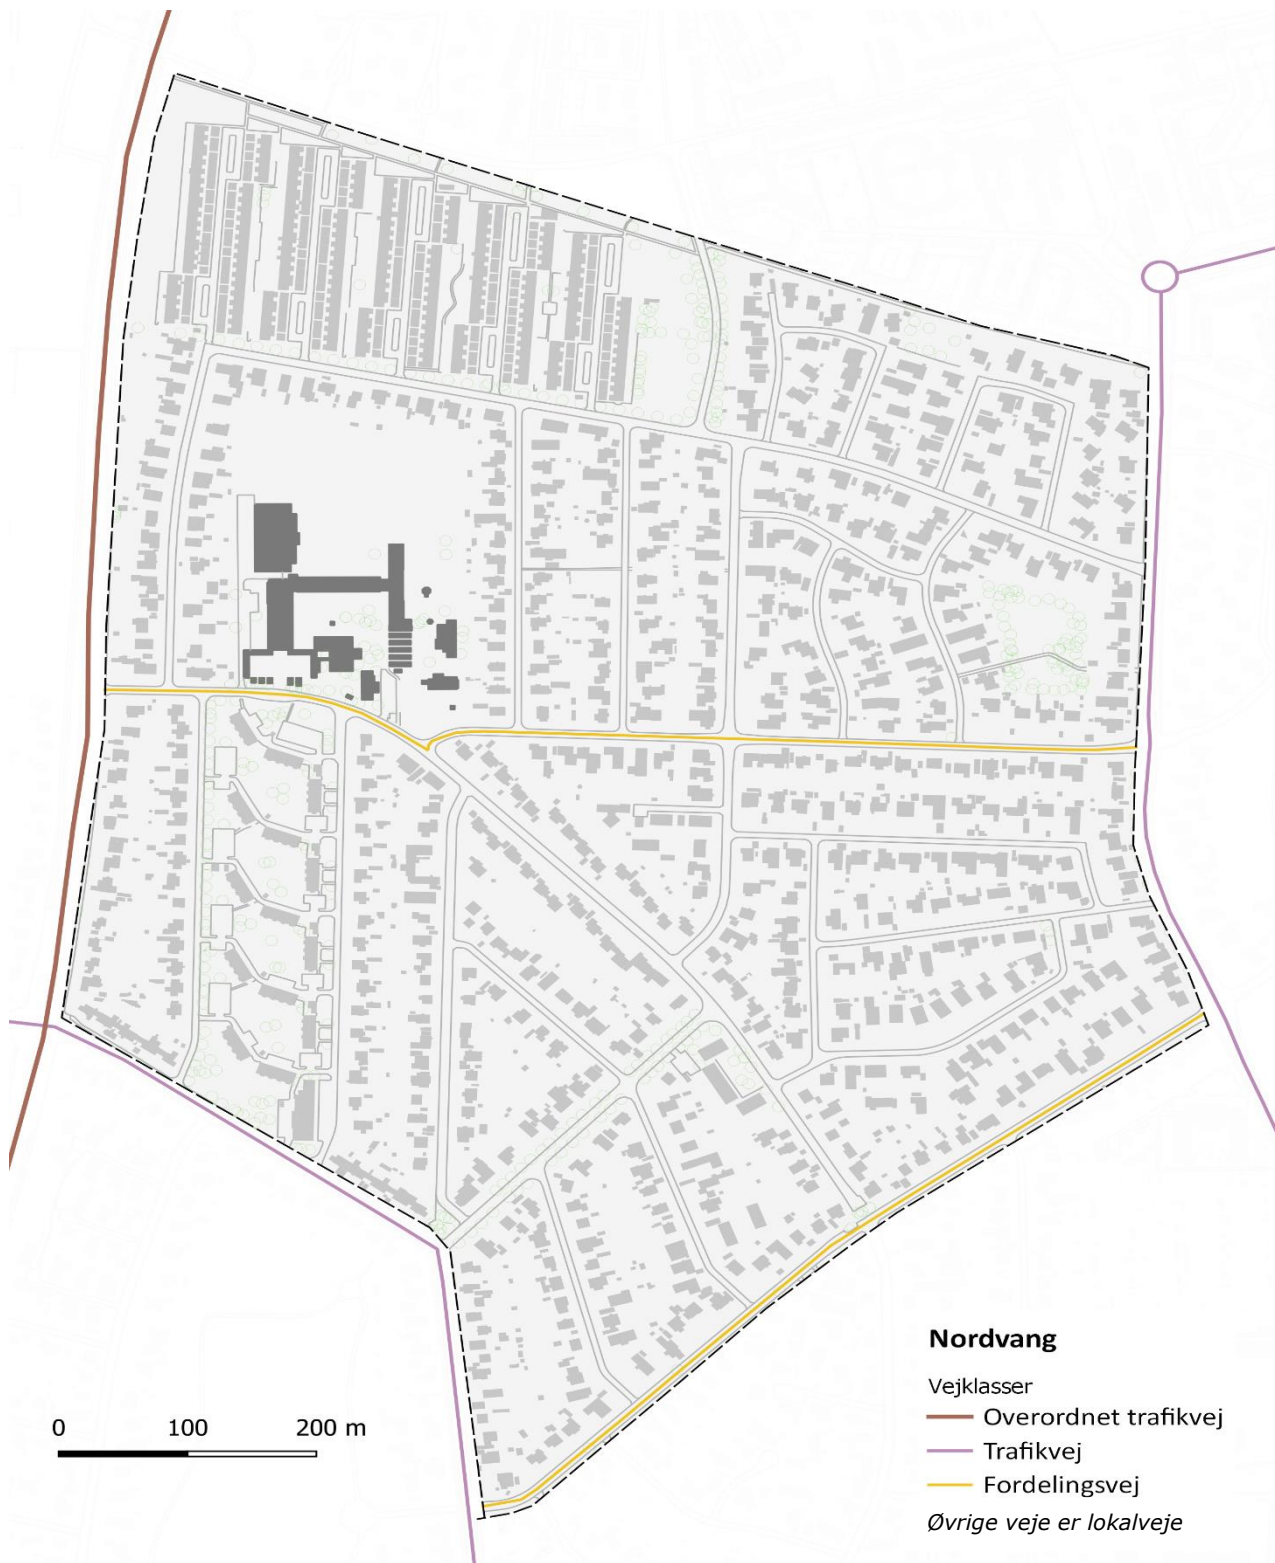 Nordvang
Vejklasser
Overordnet trafikvej
Trafikvej
Fordelingsvej
Øvrige veje er lokalveje
0 100 200 m